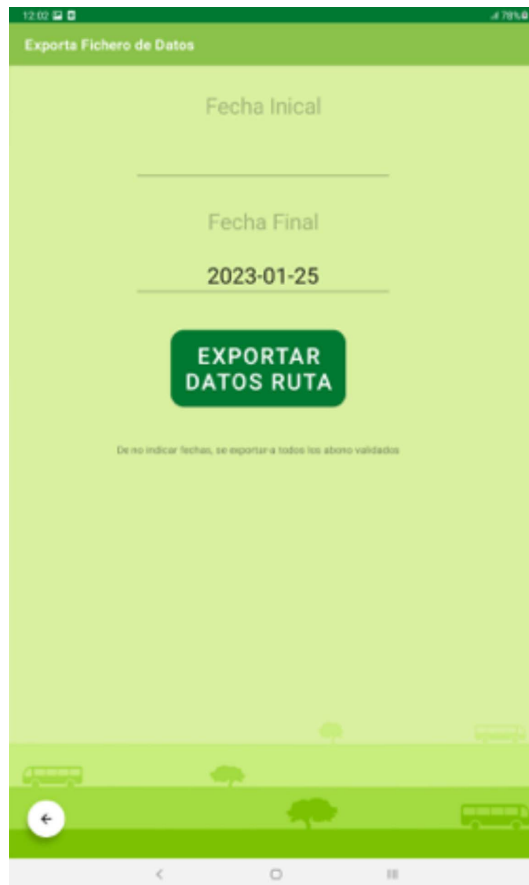 12:02
78%
Exporta Fichero de Datos
Fecha Inical
Fecha Final
2023-01-25
EXPORTAR
DATOS RUTA
De no indicar fechas, se exportar-a todos los abono validados